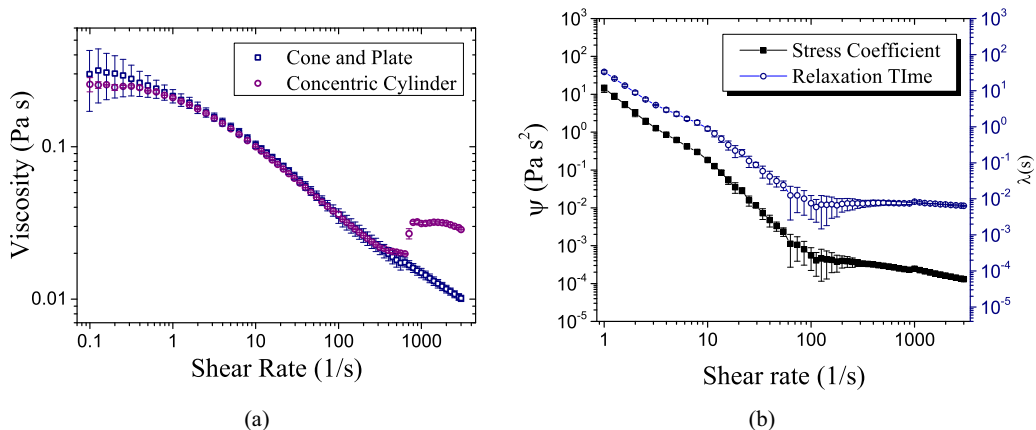 Viscosity (Pa s)
0.1
0.01
Cone and Plate
Concentric Cylinder
0.1 1 10 100 1000
Shear Rate (1/s)
(a)
Ψ (Pa s²)
10³
10²
10¹
10⁰
10⁻¹
10⁻²
10⁻³
10⁻⁴
10⁻⁵
Stress Coefficient
Relaxation TIme
10³
10²
10¹
10⁰
10⁻¹
10⁻²
10⁻³
10⁻⁴
10⁻⁵
λ(s)
1 10 100 1000
Shear rate (1/s)
(b)